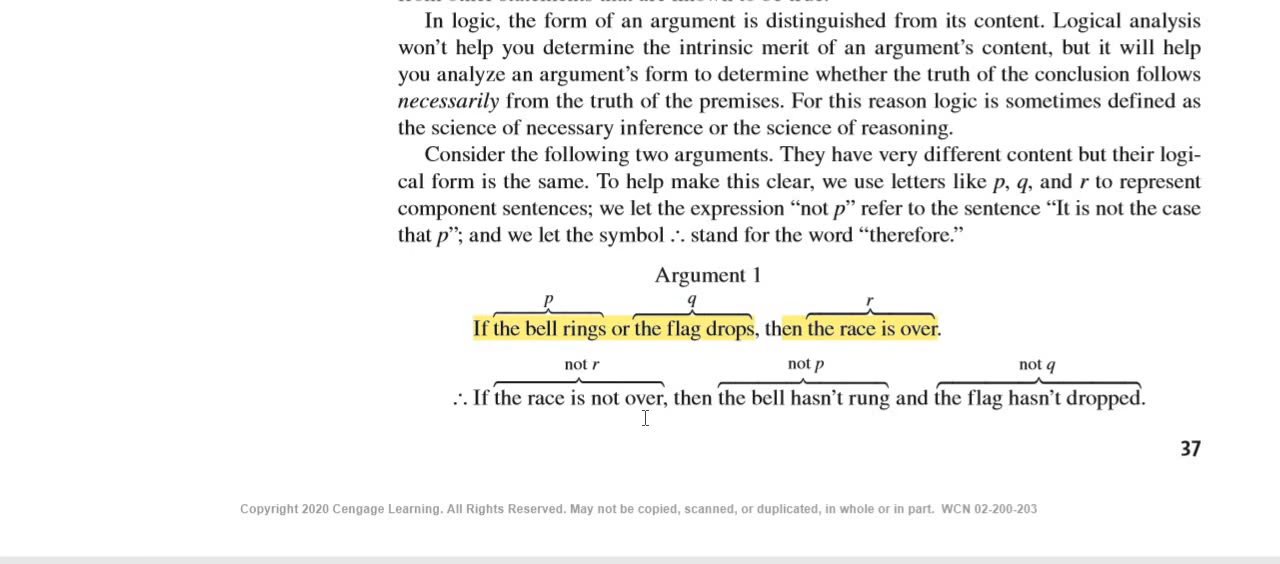 In logic, the form of an argument is distinguished from its content. Logical analysis
won’t help you determine the intrinsic merit of an argument’s content, but it will help
you analyze an argument’s form to determine whether the truth of the conclusion follows
necessarily from the truth of the premises. For this reason logic is sometimes defined as
the science of necessary inference or the science of reasoning.
Consider the following two arguments. They have very different content but their logi-
cal form is the same. To help make this clear, we use letters like p, q, and r to represent
component sentences; we let the expression “not p” refer to the sentence “It is not the case
that p”; and we let the symbol ∴ stand for the word “therefore.”
Argument 1
p q r
If the bell rings or the flag drops, then the race is over.
not r not p not q
∴ If the race is not over, then the bell hasn’t rung and the flag hasn’t dropped.
37
Copyright 2020 Cengage Learning. All Rights Reserved. May not be copied, scanned, or duplicated, in whole or in part. WCN 02-200-203